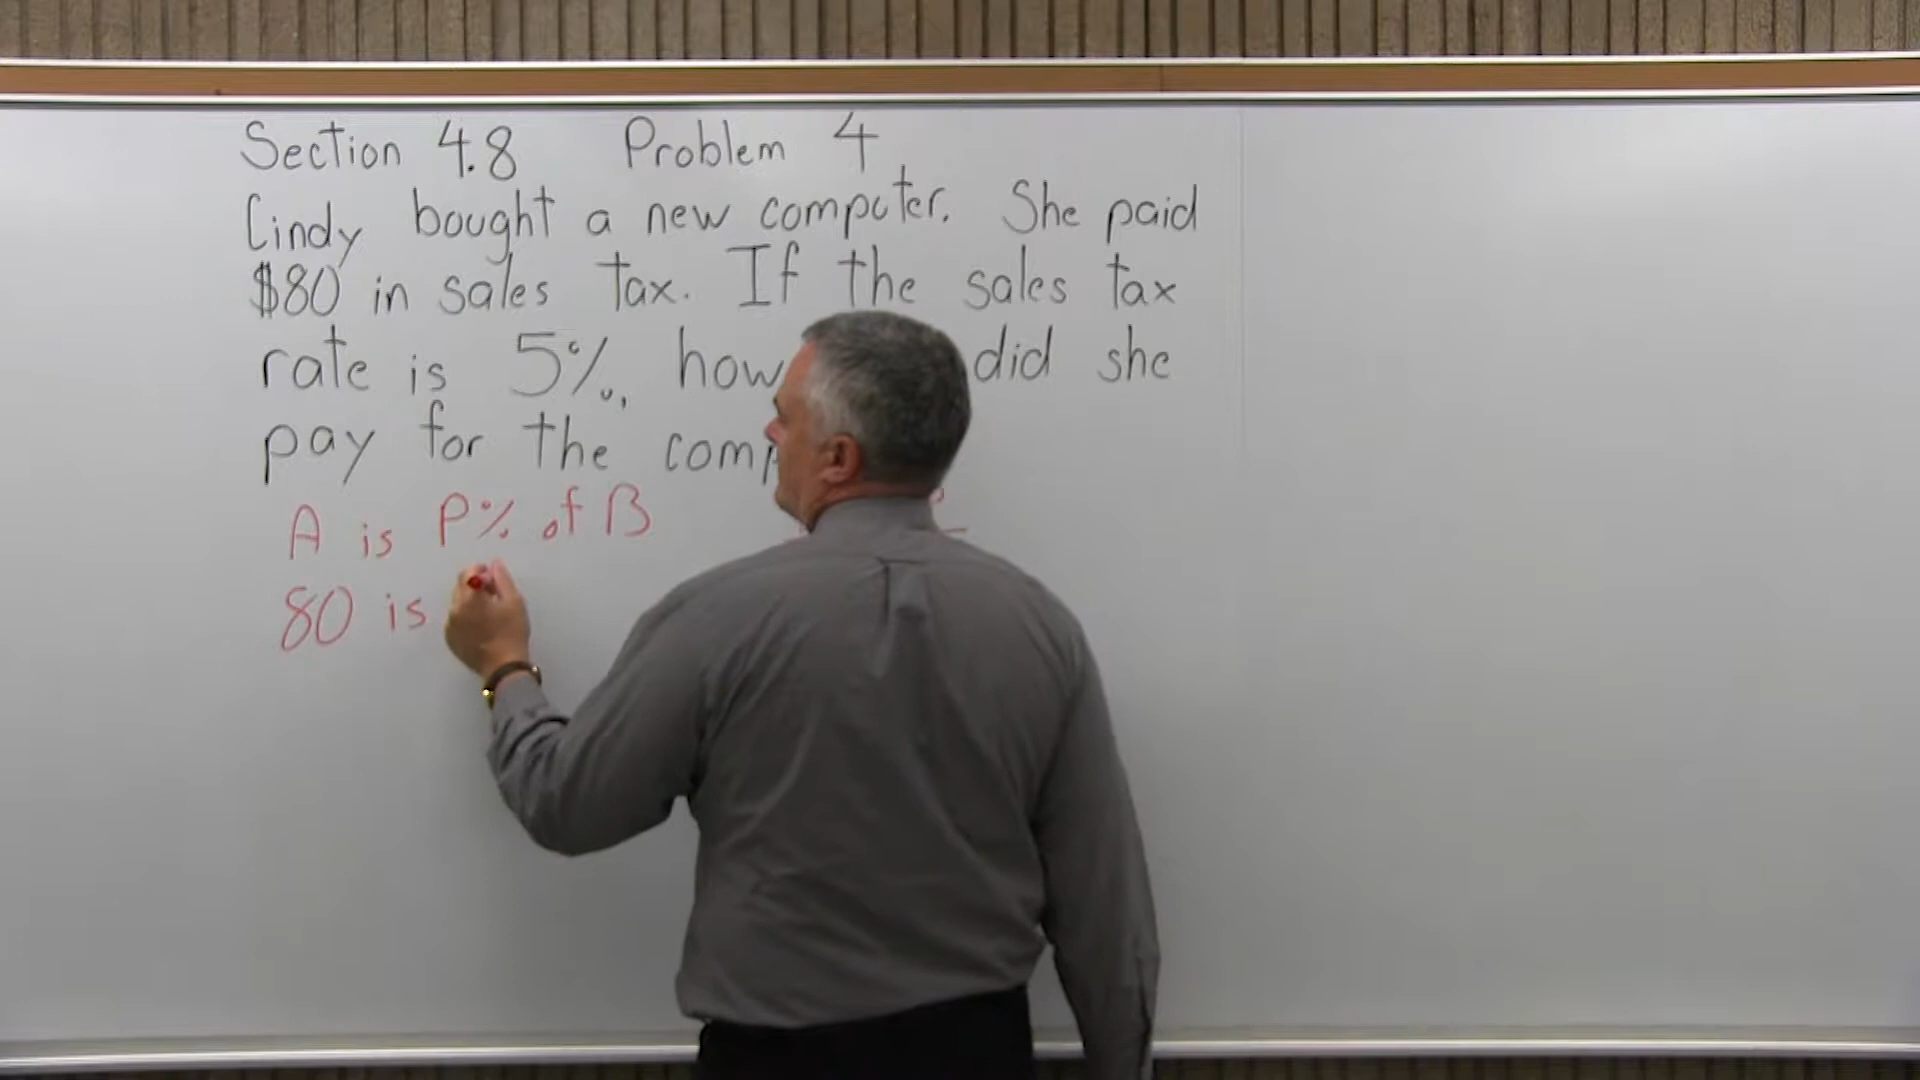 Section 4.8 Problem 4
Cindy bought a new computer. She paid
$80 in sales tax. If the sales tax
rate is 5%, how did she
pay for the comp
A is P% of B
80 is